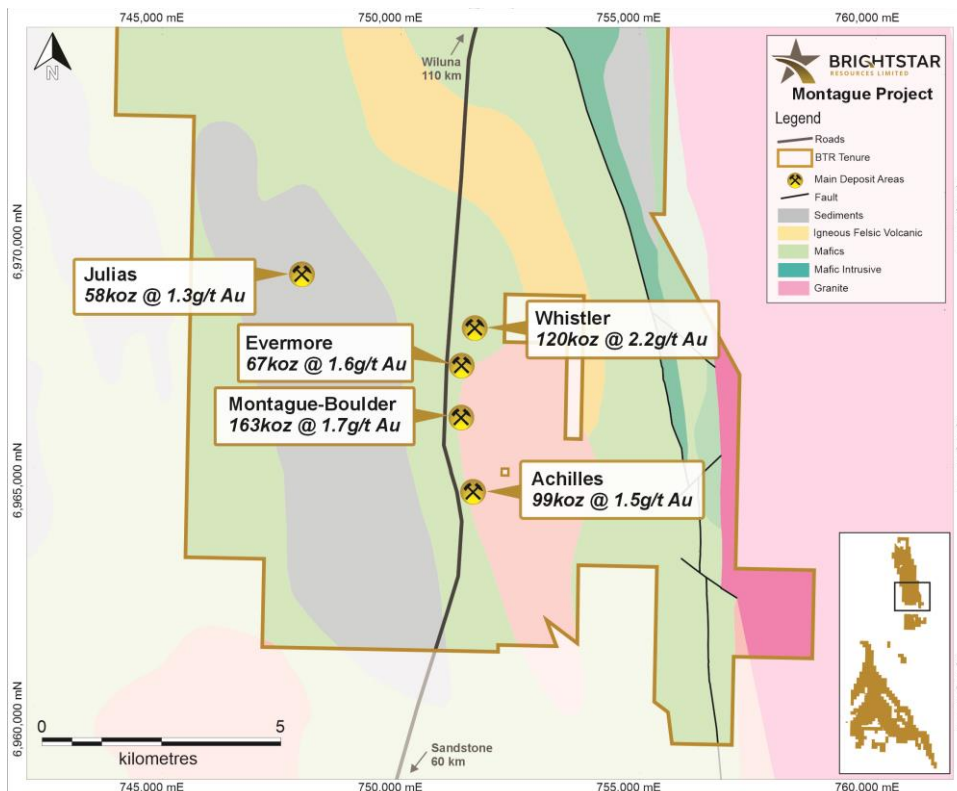 745,000 mE
750,000 mE
755,000 mE
760,000 mE
N
Wiluna
110 km
BRIGHTSTAR
RESOURCES LIMITED
Montague Project
Legend
Roads
BTR Tenure
Main Deposit Areas
Fault
Sediments
Igneous Felsic Volcanic
Mafics
Mafic Intrusive
Granite
6,970,000 mN
Julias
58koz @ 1.3g/t Au
Whistler
120koz @ 2.2g/t Au
Evermore
67koz @ 1.6g/t Au
Montague-Boulder
163koz @ 1.7g/t Au
6,965,000 mN
Achilles
99koz @ 1.5g/t Au
6,960,000 mN
0
5
kilometres
Sandstone
60 km
745,000 mE
750,000 mE
755,000 mE
760,000 mE